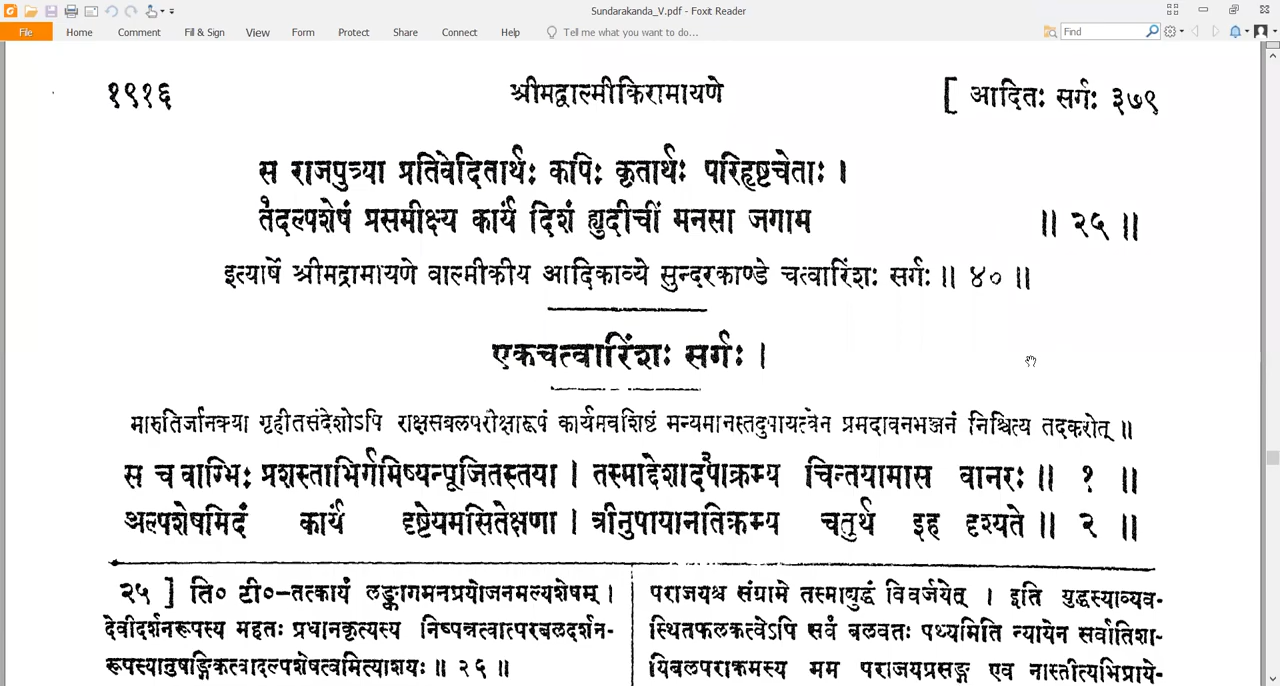 Sundarakanda_V.pdf - Foxit Reader
File Home Comment Fill & Sign View Form Protect Share Connect Help Tell me what you want to do... Find
१९१६ श्रीमद्वाल्मीकिरामायणे [ आदितः सर्गः ३७९
स राजपुत्र्या प्रतिवेदितार्थः कपिः कृतार्थः परिहृष्टचेताः ।
तदल्पशेषं प्रसमीक्ष्य कार्यं दिशं ह्युदीचीं मनसा जगाम ॥ २५ ॥
इत्यार्षे श्रीमद्रामायणे वाल्मीकीय आदिकाव्ये सुन्दरकाण्डे चत्वारिंशः सर्गः ॥ ४० ॥
एकचत्वारिंशः सर्गः ।
मारुतिर्जानक्या गृहीतसंदेशोऽपि राक्षसबलपरीक्षारूपं कार्यमवशिष्टं मन्यमानस्तदुपायत्वेन प्रमदावनभञ्जनं निश्चित्य तदकरोत् ॥
स च वाग्भिः प्रशस्ताभिर्गमिष्यन्पूजितस्तया । तस्माद्देशादपाक्रम्य चिन्तयामास वानरः ॥ १ ॥
अल्पशेषमिदं कार्यं दृष्टेयमसितेक्षणा । त्रीनुपायानतिक्रम्य चतुर्थ इह दृश्यते ॥ २ ॥
२५ ] ति० टी०-तत्कार्यं लङ्कागमनप्रयोजनमल्पशेषम् ।
देवीदर्शनरूपस्य महतः प्रधानकृत्यस्य निष्पन्नत्वात्परबलदर्शन-
रूपस्यानुषङ्गिकत्वादल्पशेषत्वमित्याशयः ॥ २६ ॥
पराजयश्च संग्रामे तस्माद्युद्धं विवर्जयेत् । इति युद्धस्याव्यव-
स्थितफलकत्वेऽपि सर्वं बलवतः पथ्यमिति न्यायेन सर्वातिशा-
यिबलपराक्रमस्य मम पराजयप्रसङ्ग एव नास्तीत्यभिप्राये-